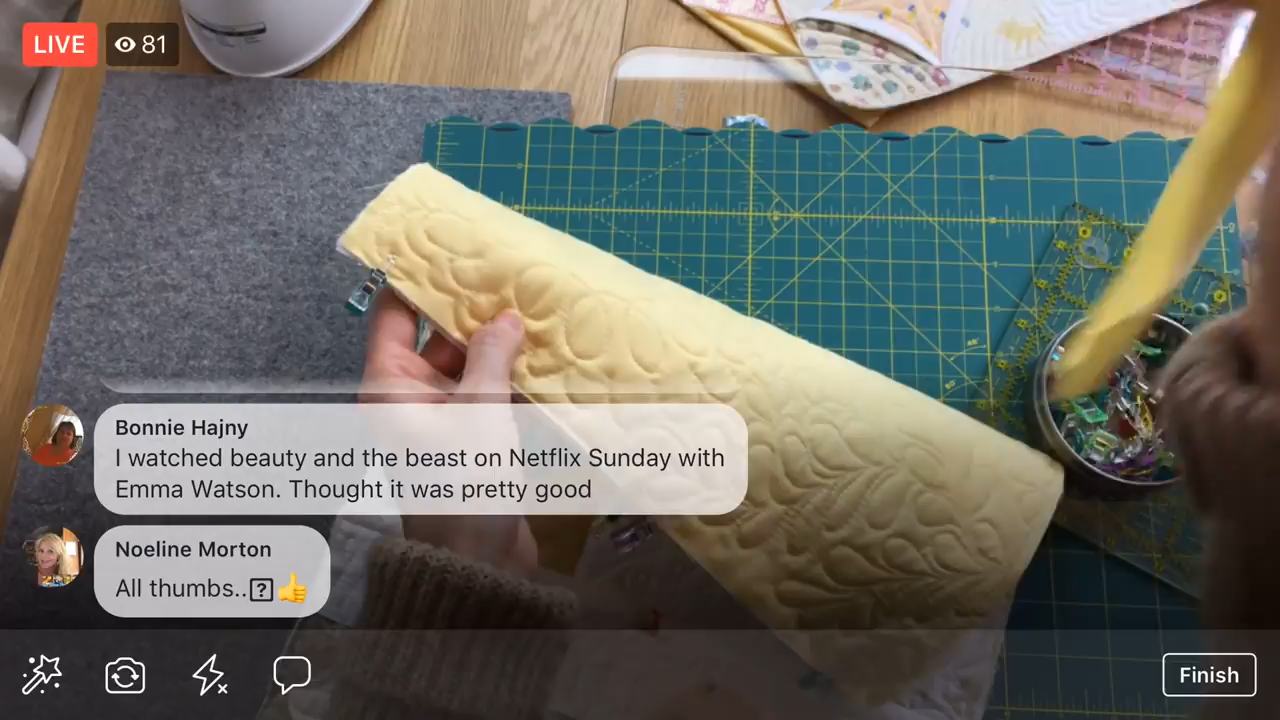 LIVE
81
Bonnie Hajny
I watched beauty and the beast on Netflix Sunday with
Emma Watson. Thought it was pretty good
Noeline Morton
All thumbs..
Finish